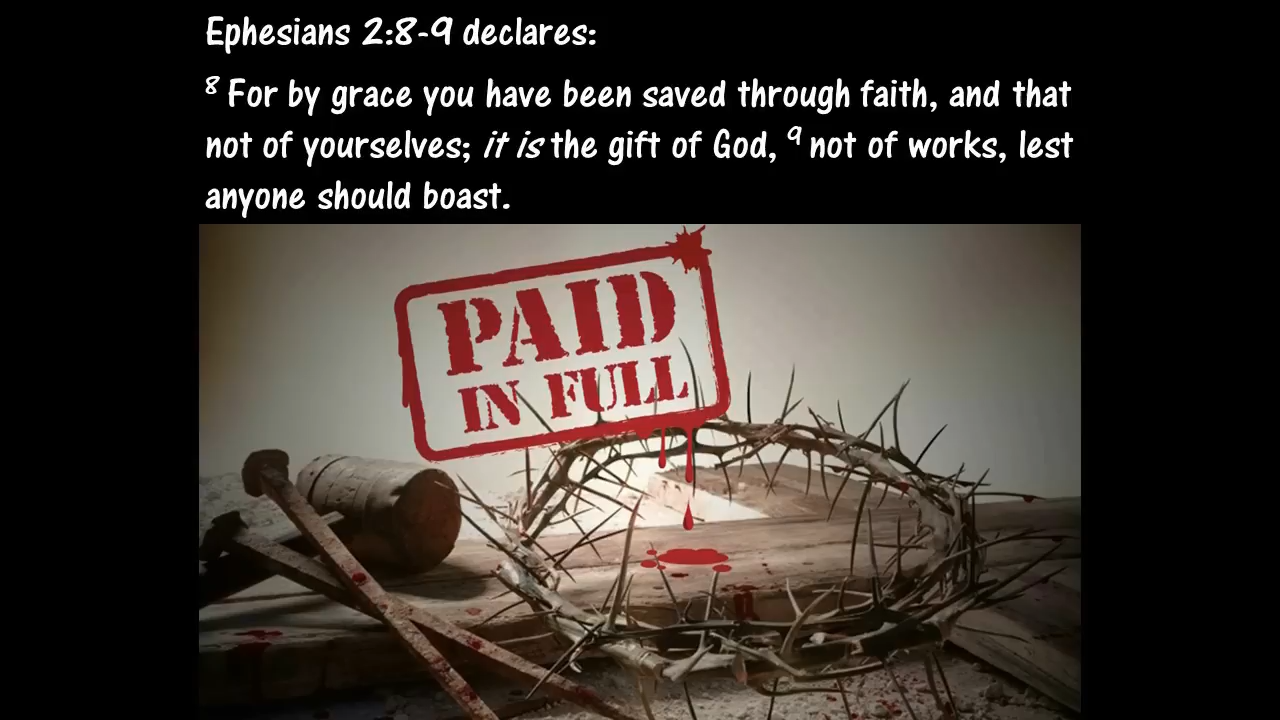 Ephesians 2:8-9 declares:
8 For by grace you have been saved through faith, and that
not of yourselves; it is the gift of God, 9 not of works, lest
anyone should boast.
PAID
IN FULL